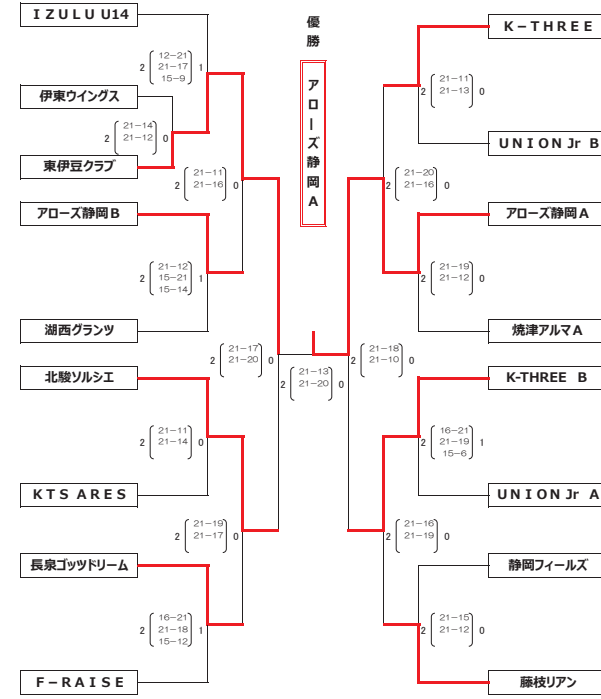 優勝
アローズ静岡A
ＩＺＵＬＵ U14
2 12-21 1
21-17
15-9
伊東ウイングス
2 21-14 0
21-12
東伊豆クラブ
2 21-11 0
21-16
アローズ静岡Ｂ
2 21-12 1
15-21
15-14
湖西グランツ
2 21-17 0
21-20
北駿ソルシエ
2 21-11 0
21-14
ＫＴＳ ＡＲＥＳ
2 21-19 0
21-17
長泉ゴッツドリーム
2 16-21 1
21-18
15-12
Ｆ－ＲＡＩＳＥ
2 21-13 0
21-20
Ｋ－ＴＨＲＥＥ
2 21-11 0
21-13
ＵＮＩＯＮ Jr Ｂ
2 21-20 0
21-16
アローズ静岡Ａ
2 21-19 0
21-12
焼津アルマＡ
2 21-18 0
21-10
K-THREE Ｂ
2 16-21 1
21-19
15-6
ＵＮＩＯＮ Jr Ａ
2 21-16 0
21-19
静岡フィールズ
2 21-15 0
21-12
藤枝リアン